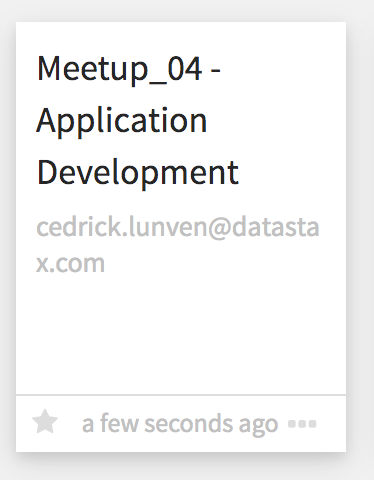 Meetup_04 -
Application
Development
cedrick.lunven@datasta
x.com
a few seconds ago